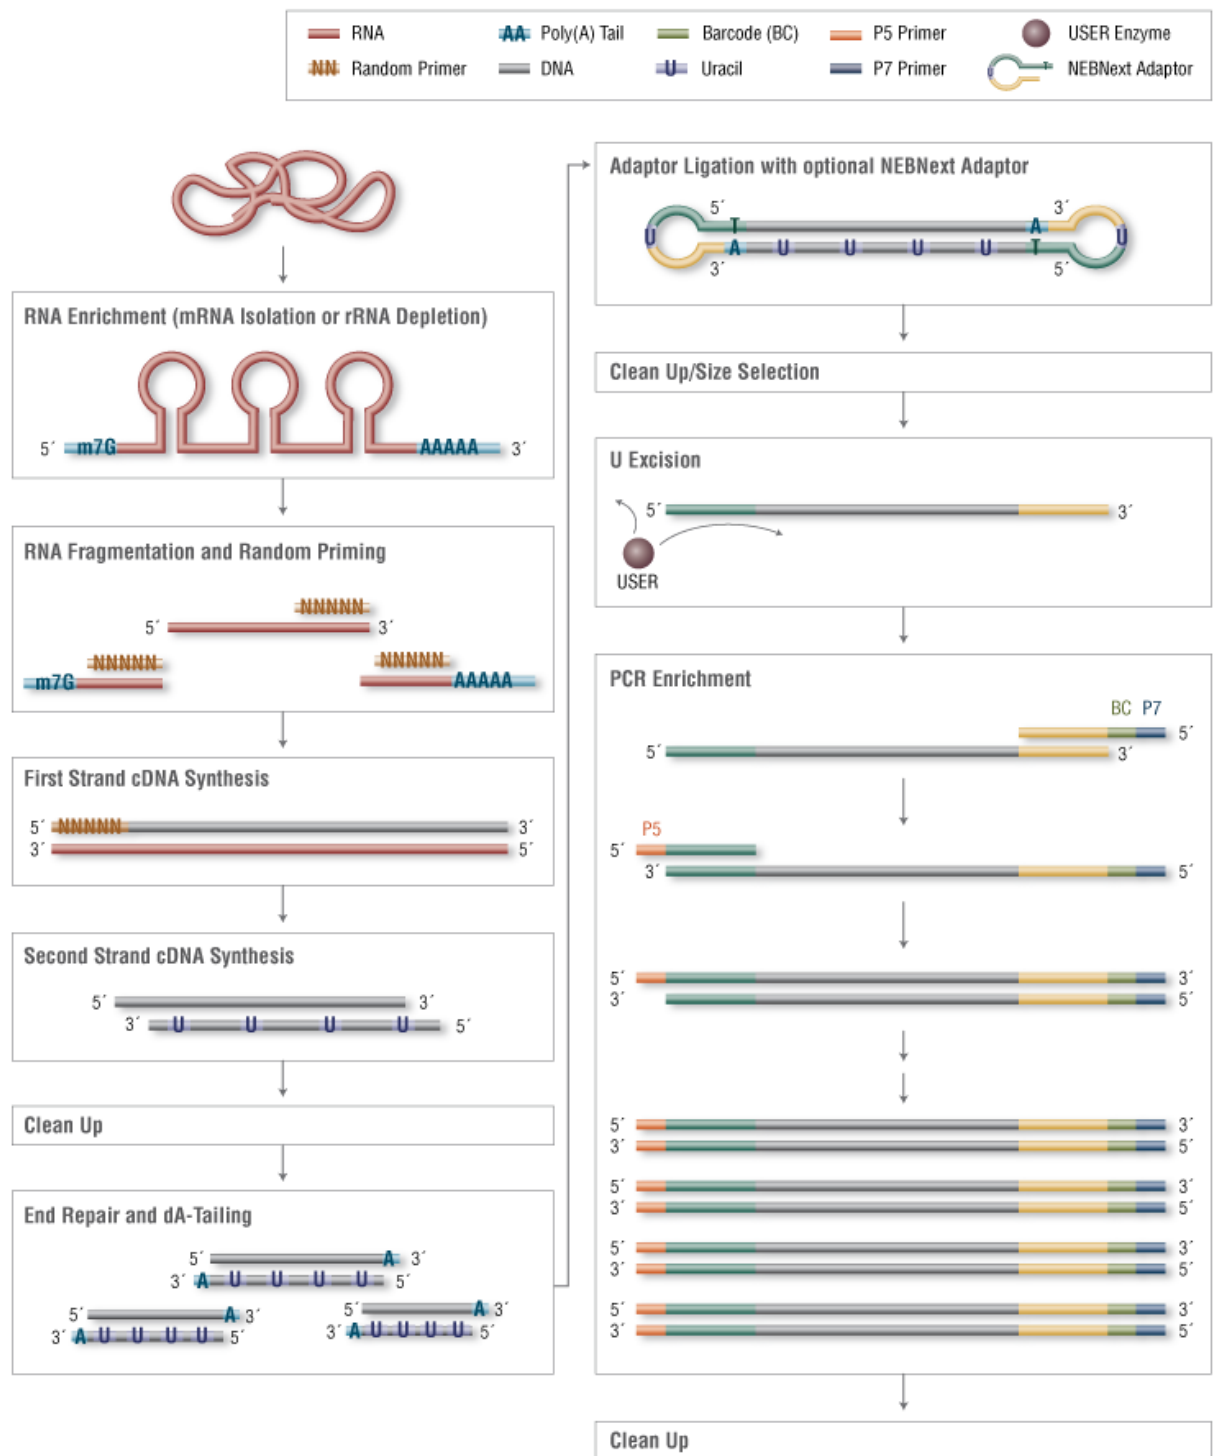 RNA
AA Poly(A) Tail
Barcode (BC)
P5 Primer
USER Enzyme
NN Random Primer
DNA
U Uracil
P7 Primer
U T NEBNext Adaptor
RNA Enrichment (mRNA Isolation or rRNA Depletion)
5´ m7G AAAAA 3´
RNA Fragmentation and Random Priming
NNNNN
5´ 3´
NNNNN NNNNN
m7G AAAAA
First Strand cDNA Synthesis
5´ NNNNN 3´
3´ 5´
Second Strand cDNA Synthesis
5´ 3´
3´ U U U U 5´
Clean Up
End Repair and dA-Tailing
5´ A 3´
3´ A U U U U 5´
5´ A 3´
3´ A U U U U 5´
5´ A 3´
3´ A U U U U 5´
Adaptor Ligation with optional NEBNext Adaptor
5´ 3´
T A
U U
A U U U U T
3´ 5´
Clean Up/Size Selection
U Excision
5´ 3´
USER
PCR Enrichment
BC P7
5´
5´ 3´
P5
5´
3´ 5´
5´ 3´
3´ 5´
5´ 3´
3´ 5´
5´ 3´
3´ 5´
5´ 3´
3´ 5´
5´ 3´
3´ 5´
Clean Up